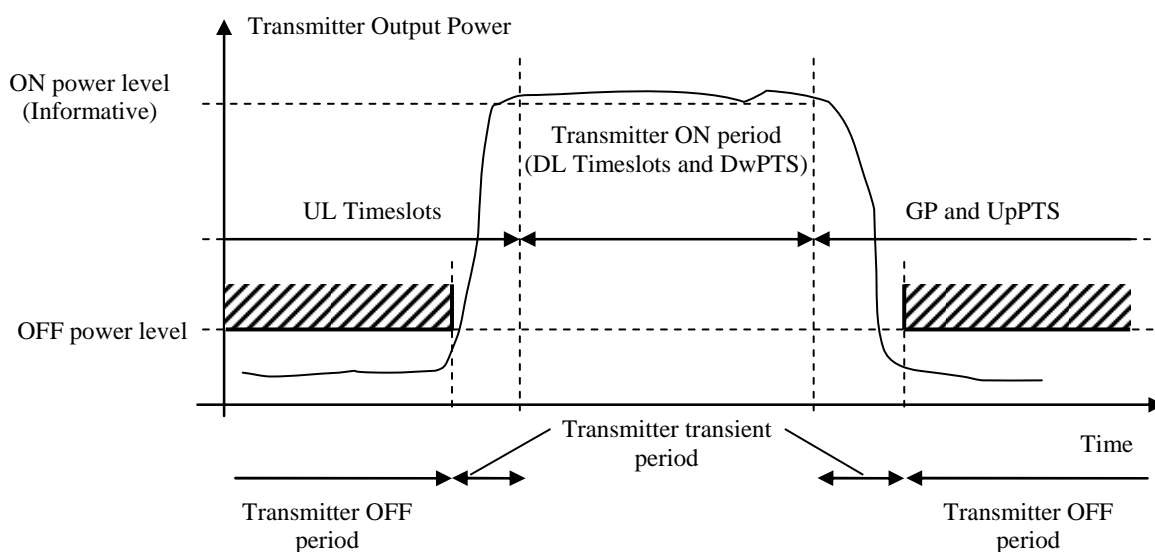 Transmitter Output Power
ON power level
(Informative)
Transmitter ON period
(DL Timeslots and DwPTS)
UL Timeslots
GP and UpPTS
OFF power level
Transmitter transient
period
Time
Transmitter OFF
period
Transmitter OFF
period